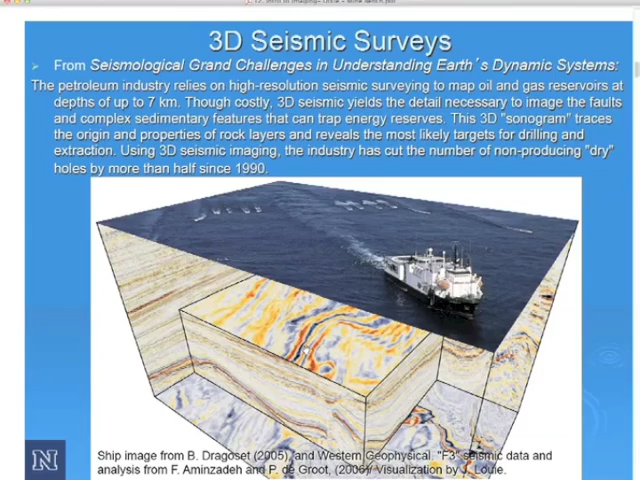 3D Seismic Surveys
From Seismological Grand Challenges in Understanding Earth's Dynamic Systems:
The petroleum industry relies on high-resolution seismic surveying to map oil and gas reservoirs at
depths of up to 7 km. Though costly, 3D seismic yields the detail necessary to image the faults
and complex sedimentary features that can trap energy reserves. This 3D "sonogram" traces
the origin and properties of rock layers and reveals the most likely targets for drilling and
extraction. Using 3D seismic imaging, the industry has cut the number of non-producing "dry"
holes by more than half since 1990.
Ship image from B. Dragoset (2005), and Western Geophysical. "F3" seismic data and
analysis from F. Aminzadeh and P. de Groot, (2006)/ Visualization by J. Louie.
N